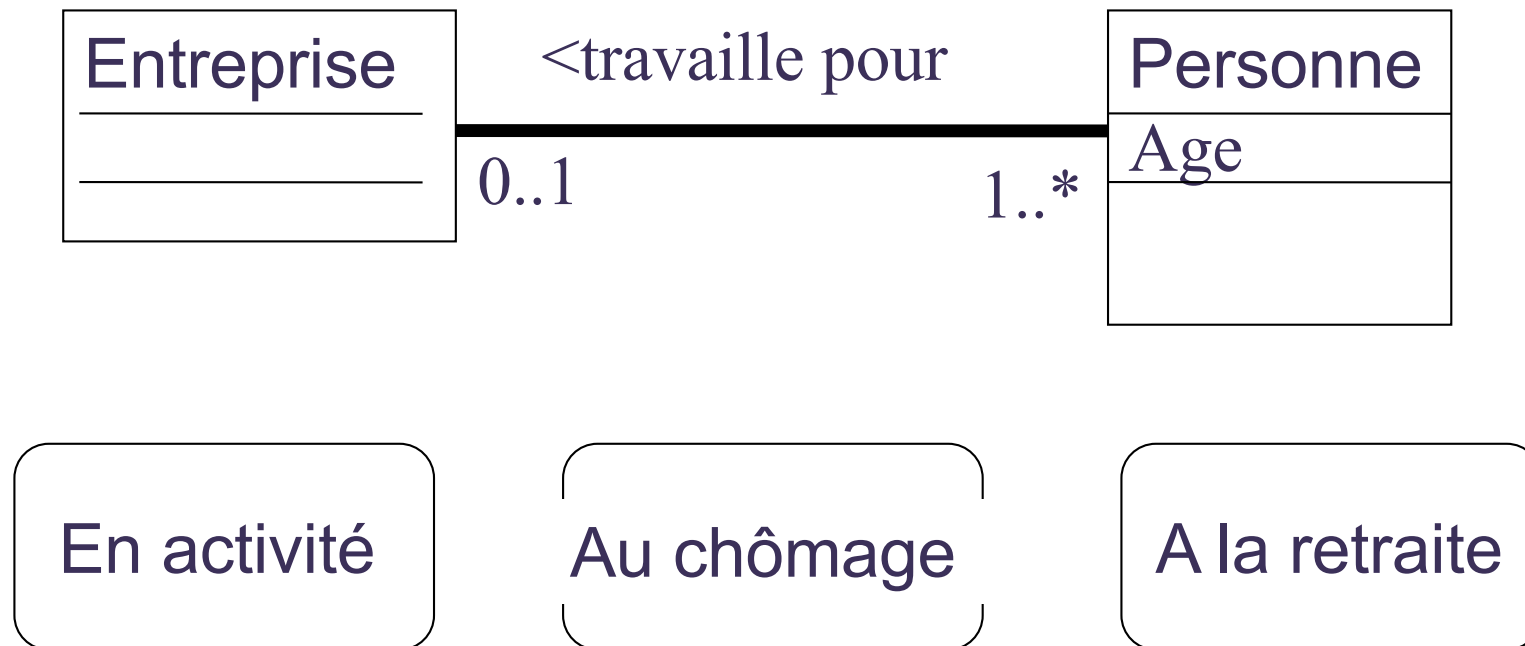 Entreprise
<travaille pour
Personne
Age
0..1
1..*
En activité
Au chômage
A la retraite